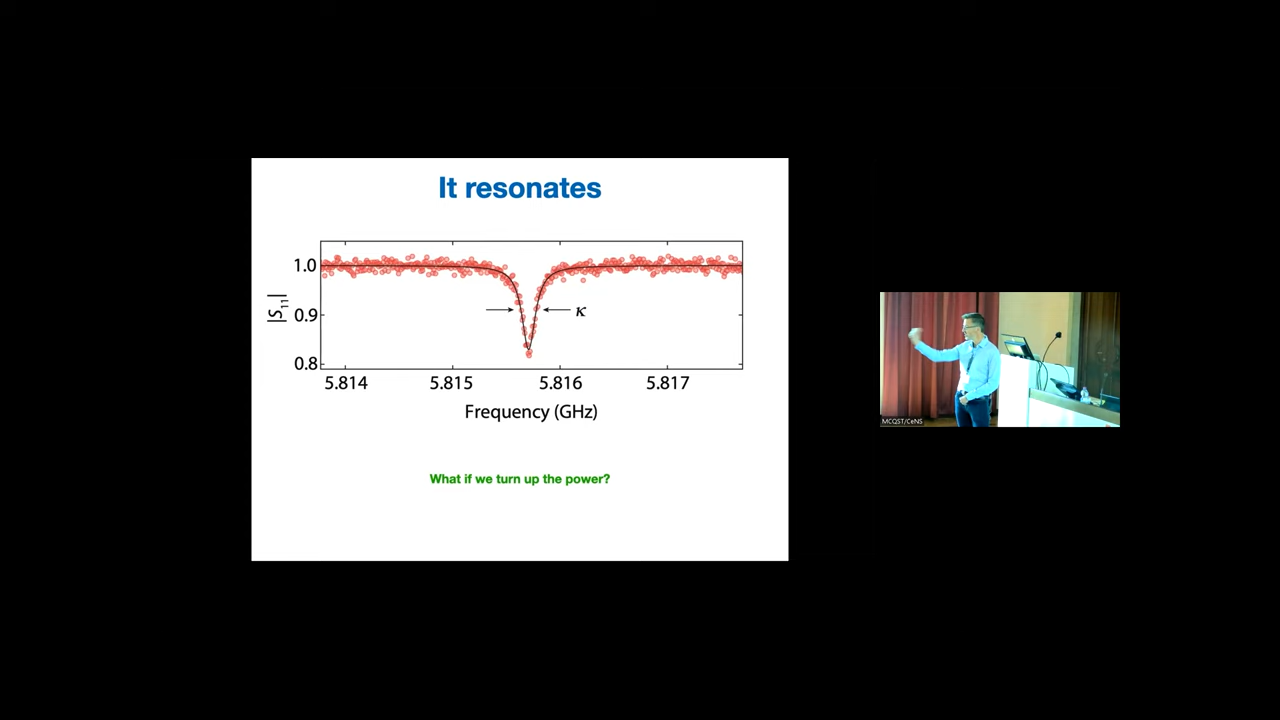 It resonates
1.0
0.9
0.8
|S11|
κ
5.814 5.815 5.816 5.817
Frequency (GHz)
What if we turn up the power?
MCQST/CeNS